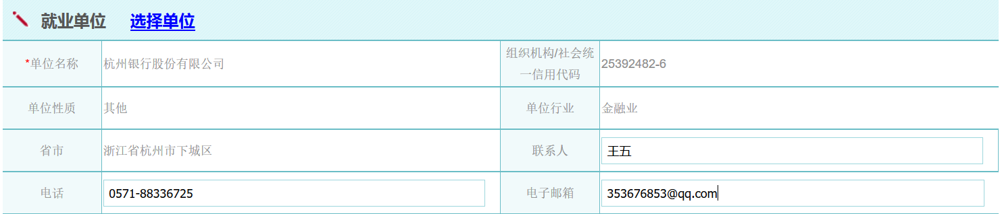 就业单位 选择单位
*单位名称 杭州银行股份有限公司 组织机构/社会统一信用代码 25392482-6
单位性质 其他 单位行业 金融业
省市 浙江省杭州市下城区 联系人 王五
电话 0571-88336725 电子邮箱 353676853@qq.com